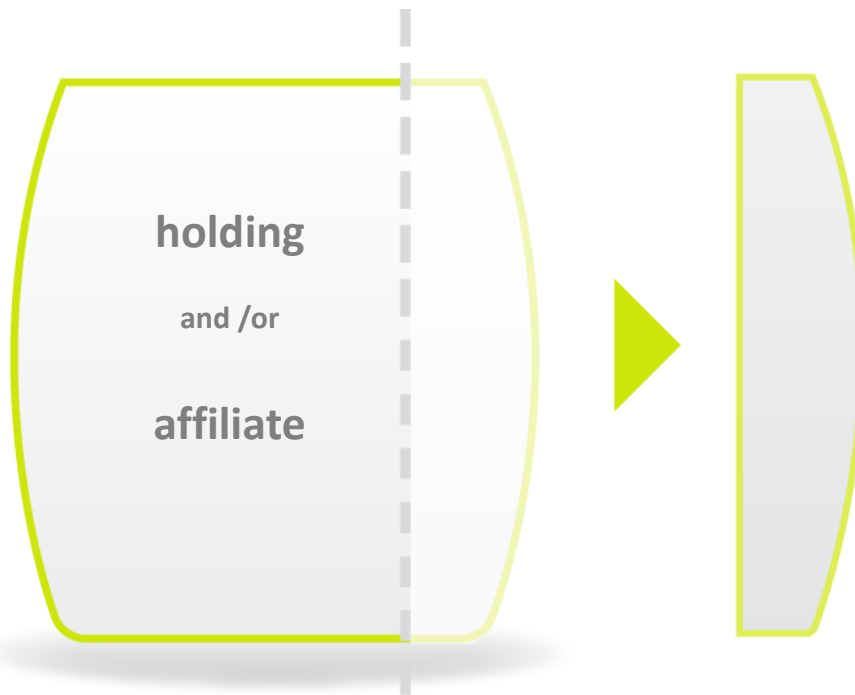 holding
and /or
affiliate